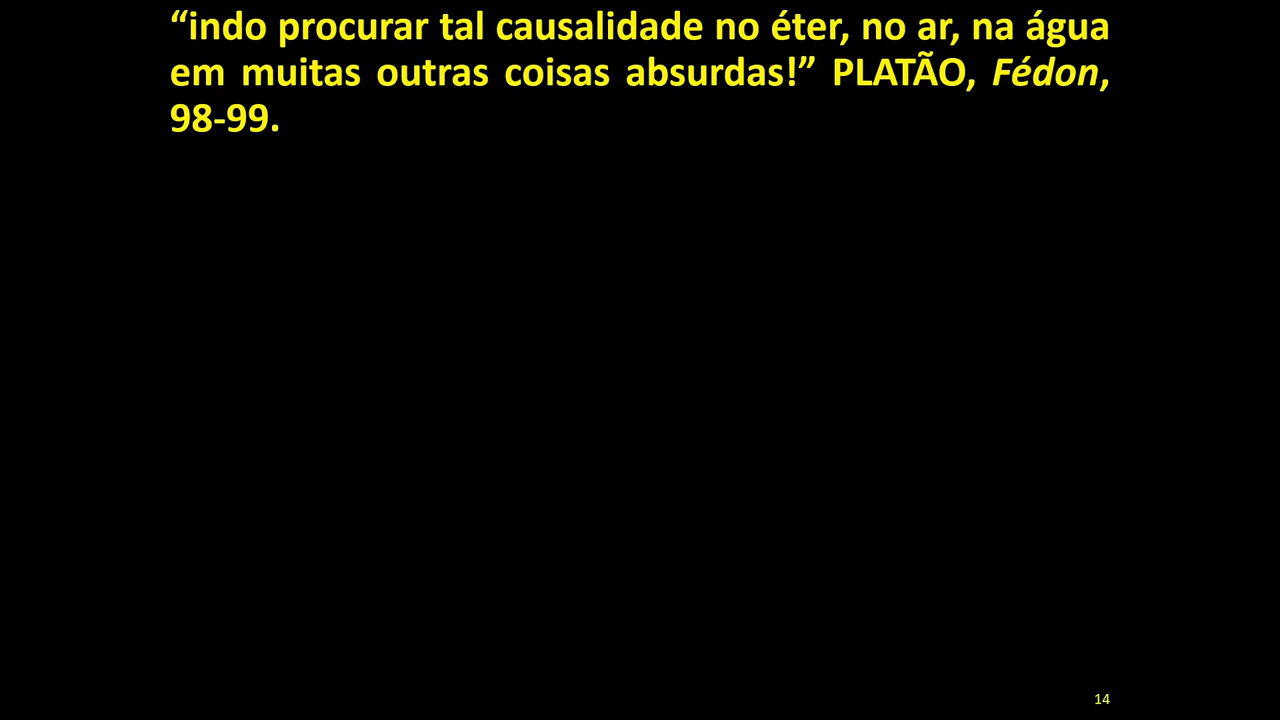 “indo procurar tal causalidade no éter, no ar, na água
em muitas outras coisas absurdas!” PLATÃO, Fédon,
98-99.
14